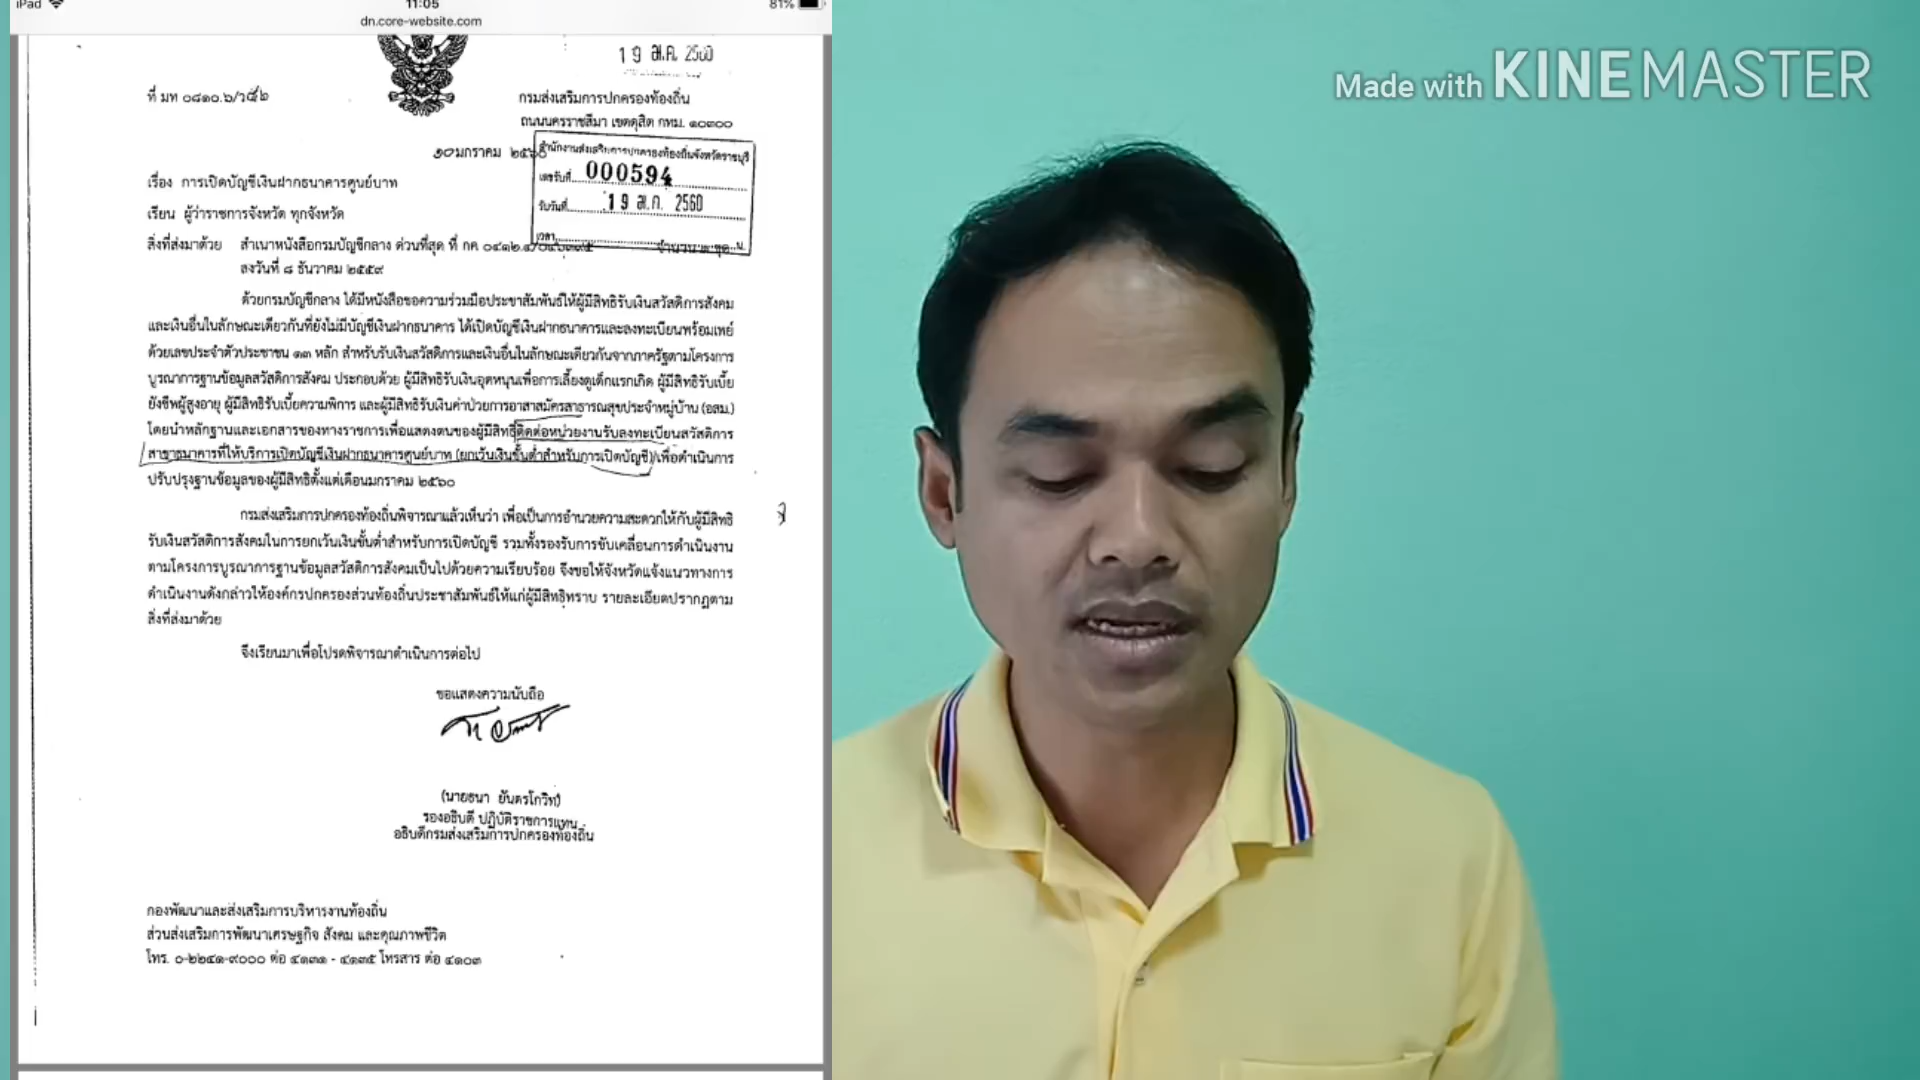 iPad
11:05
81%
dn.core-website.com
19 ม.ค. 2560
ที่ มท ๐๘๑๐.๖/ว๕๒
กรมส่งเสริมการปกครองท้องถิ่น
ถนนนครราชสีมา เขตดุสิต กทม. ๑๐๓๐๐
๑๐ มกราคม ๒๕๖๐
สำนักงานส่งเสริมการปกครองท้องถิ่นจังหวัดราชบุรี
เลขรับที่ 000594
รับวันที่ 19 ม.ค. 2560
เวลา น.
เรื่อง การเปิดบัญชีเงินฝากธนาคารศูนย์บาท
เรียน ผู้ว่าราชการจังหวัด ทุกจังหวัด
สิ่งที่ส่งมาด้วย สำเนาหนังสือกรมบัญชีกลาง ด่วนที่สุด ที่ กค จำนวน ๑ ชุด
ลงวันที่ ๘ ธันวาคม ๒๕๕๙
ด้วยกรมบัญชีกลาง ได้มีหนังสือขอความร่วมมือประชาสัมพันธ์ให้ผู้มีสิทธิรับเงินสวัสดิการสังคม
และเงินอื่นในลักษณะเดียวกันที่ยังไม่มีบัญชีเงินฝากธนาคาร ได้เปิดบัญชีเงินฝากธนาคารและลงทะเบียนพร้อมเพย์
ด้วยเลขประจำตัวประชาชน ๑๓ หลัก สำหรับรับเงินสวัสดิการและเงินอื่นในลักษณะเดียวกันจากภาครัฐตามโครงการ
บูรณาการฐานข้อมูลสวัสดิการสังคม ประกอบด้วย ผู้มีสิทธิรับเงินอุดหนุนเพื่อการเลี้ยงดูเด็กแรกเกิด ผู้มีสิทธิรับเบี้ย
ยังชีพผู้สูงอายุ ผู้มีสิทธิรับเบี้ยความพิการ และผู้มีสิทธิรับเงินค่าป่วยการอาสาสมัครสาธารณสุขประจำหมู่บ้าน (อสม.)
โดยนำหลักฐานและเอกสารของทางราชการเพื่อแสดงตนของผู้มีสิทธิติดต่อหน่วยงานรับลงทะเบียนสวัสดิการ
สาขาธนาคารที่ให้บริการเปิดบัญชีเงินฝากธนาคารศูนย์บาท (ยกเว้นเงินขั้นต่ำสำหรับการเปิดบัญชี) เพื่อดำเนินการ
ปรับปรุงฐานข้อมูลของผู้มีสิทธิตั้งแต่เดือนมกราคม ๒๕๖๐
กรมส่งเสริมการปกครองท้องถิ่นพิจารณาแล้วเห็นว่า เพื่อเป็นการอำนวยความสะดวกให้กับผู้มีสิทธิ
รับเงินสวัสดิการสังคมในการยกเว้นเงินขั้นต่ำสำหรับการเปิดบัญชี รวมทั้งรองรับการขับเคลื่อนการดำเนินงาน
ตามโครงการบูรณาการฐานข้อมูลสวัสดิการสังคมเป็นไปด้วยความเรียบร้อย จึงขอให้จังหวัดแจ้งแนวทางการ
ดำเนินงานดังกล่าวให้องค์กรปกครองส่วนท้องถิ่นประชาสัมพันธ์ให้แก่ผู้มีสิทธิทราบ รายละเอียดปรากฏตาม
สิ่งที่ส่งมาด้วย
จึงเรียนมาเพื่อโปรดพิจารณาดำเนินการต่อไป
ขอแสดงความนับถือ
(นายธนา ยันตรโกวิท)
รองอธิบดี ปฏิบัติราชการแทน
อธิบดีกรมส่งเสริมการปกครองท้องถิ่น
กองพัฒนาและส่งเสริมการบริหารงานท้องถิ่น
ส่วนส่งเสริมการพัฒนาเศรษฐกิจ สังคม และคุณภาพชีวิต
โทร. ๐-๒๒๔๑-๙๐๐๐ ต่อ ๔๑๓๑ - ๔๑๓๕ โทรสาร ต่อ ๔๑๐๓
Made with KINEMASTER